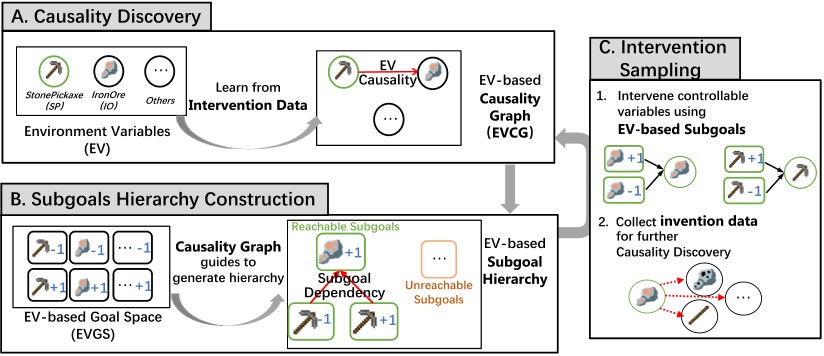 A. Causality Discovery
StonePickaxe
(SP)
IronOre
(IO)
...
Others
Environment Variables
(EV)
Learn from
Intervention Data
EV
Causality
...
EV-based
Causality
Graph
(EVCG)
B. Subgoals Hierarchy Construction
-1
-1
... -1
+1
+1
... +1
EV-based Goal Space
(EVGS)
Causality Graph
guides to
generate hierarchy
Reachable Subgoals
+1
Subgoal
Dependency
-1
+1
...
Unreachable
Subgoals
EV-based
Subgoal
Hierarchy
C. Intervention
Sampling
1. Intervene controllable
variables using
EV-based Subgoals
+1
-1
+1
-1
2. Collect invention data
for further
Causality Discovery
...